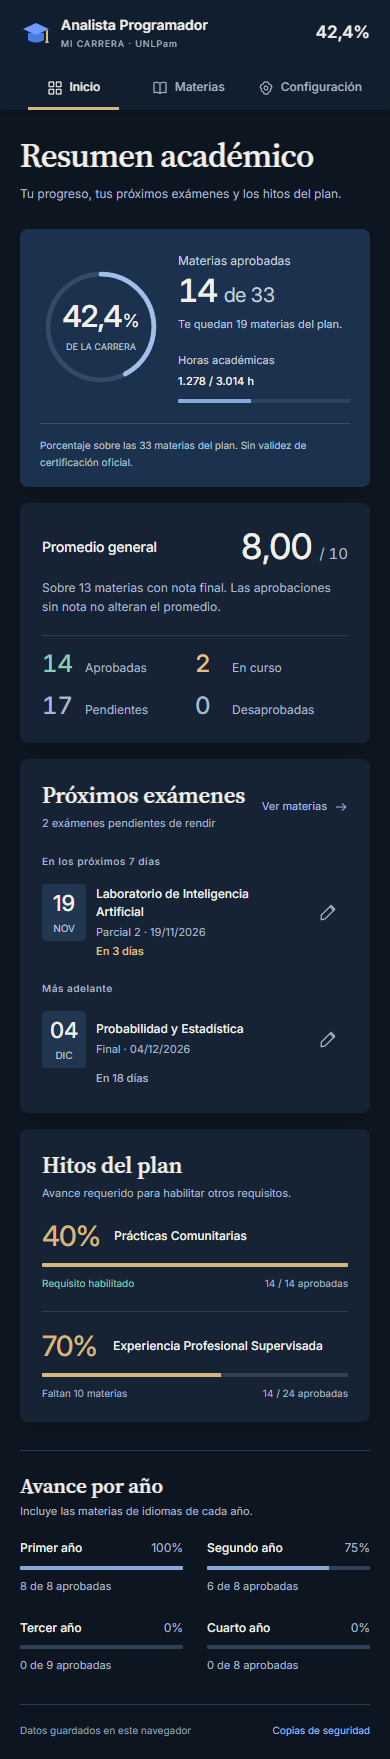 Analista Programador
MI CARRERA · UNLPam
42,4%
Inicio
Materias
Configuración
Resumen académico
Tu progreso, tus próximos exámenes y los hitos del plan.
42,4%
DE LA CARRERA
Materias aprobadas
14 de 33
Te quedan 19 materias del plan.
Horas académicas
1.278 / 3.014 h
Porcentaje sobre las 33 materias del plan. Sin validez de
certificación oficial.
Promedio general
8,00 / 10
Sobre 13 materias con nota final. Las aprobaciones
sin nota no alteran el promedio.
14 Aprobadas
2 En curso
17 Pendientes
0 Desaprobadas
Próximos exámenes
Ver materias →
2 exámenes pendientes de rendir
En los próximos 7 días
19
NOV
Laboratorio de Inteligencia
Artificial
Parcial 2 · 19/11/2026
En 3 días
Más adelante
04
DIC
Probabilidad y Estadística
Final · 04/12/2026
En 18 días
Hitos del plan
Avance requerido para habilitar otros requisitos.
40% Prácticas Comunitarias
Requisito habilitado
14 / 14 aprobadas
70% Experiencia Profesional Supervisada
Faltan 10 materias
14 / 24 aprobadas
Avance por año
Incluye las materias de idiomas de cada año.
Primer año 100%
8 de 8 aprobadas
Segundo año 75%
6 de 8 aprobadas
Tercer año 0%
0 de 9 aprobadas
Cuarto año 0%
0 de 8 aprobadas
Datos guardados en este navegador
Copias de seguridad